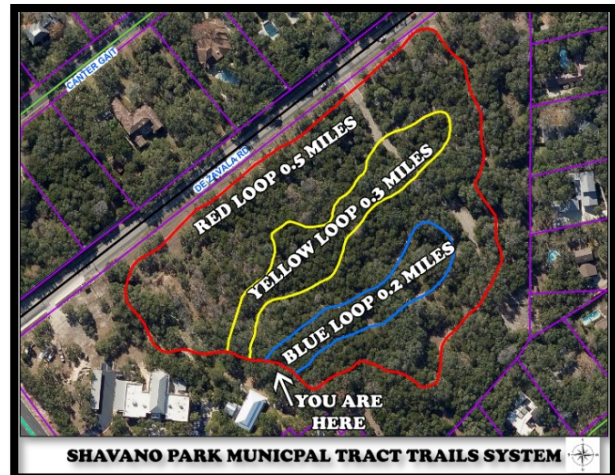 CANTER GAIT
DE-ZAVALA RD
RED LOOP 0.5 MILES
YELLOW LOOP 0.3 MILES
BLUE LOOP 0.2 MILES
YOU ARE
HERE
SHAVANO PARK MUNICPAL TRACT TRAILS SYSTEM